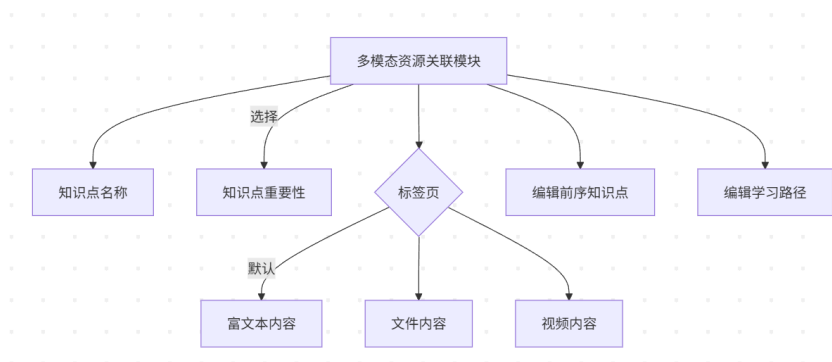 多模态资源关联模块
选择
知识点名称
知识点重要性
标签页
编辑前序知识点
编辑学习路径
默认
富文本内容
文件内容
视频内容